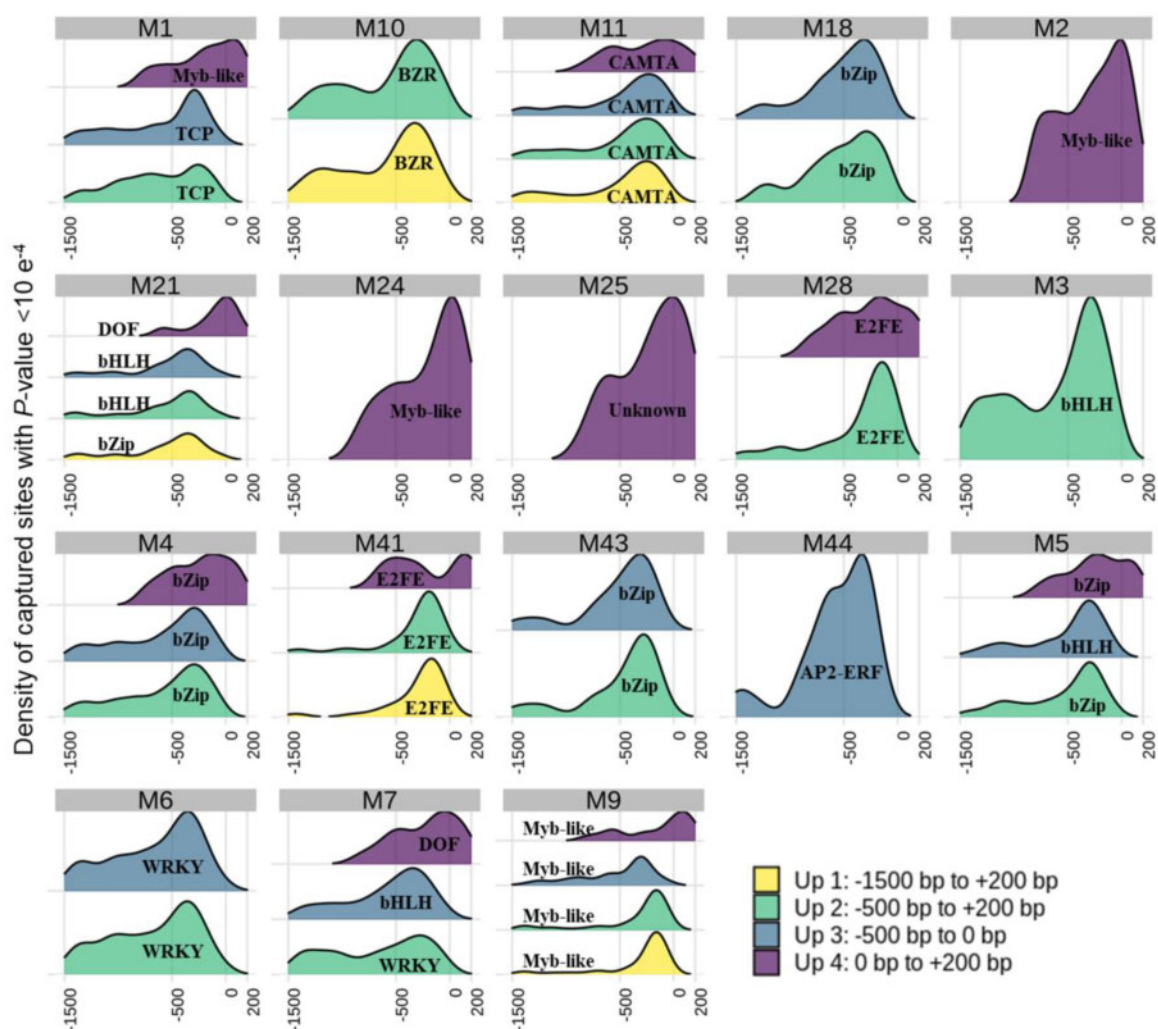 Density of captured sites with P-value <10 e-4
M1 M10 M11 M18 M2
Myb-like
TCP
TCP
BZR
BZR
CAMTA
CAMTA
CAMTA
CAMTA
bZip
bZip
Myb-like
-1500 -500 0 200 -1500 -500 0 200 -1500 -500 0 200 -1500 -500 0 200 -1500 -500 0 200
M21 M24 M25 M28 M3
DOF
bHLH
bHLH
bZip
Myb-like
Unknown
E2FE
E2FE
bHLH
-1500 -500 0 200 -1500 -500 0 200 -1500 -500 0 200 -1500 -500 0 200 -1500 -500 0 200
M4 M41 M43 M44 M5
bZip
bZip
bZip
E2FE
E2FE
E2FE
bZip
bZip
AP2-ERF
bZip
bHLH
bZip
-1500 -500 0 200 -1500 -500 0 200 -1500 -500 0 200 -1500 -500 0 200 -1500 -500 0 200
M6 M7 M9
WRKY
WRKY
DOF
bHLH
WRKY
Myb-like
Myb-like
Myb-like
Myb-like
-1500 -500 0 200 -1500 -500 0 200 -1500 -500 0 200
Up 1: -1500 bp to +200 bp
Up 2: -500 bp to +200 bp
Up 3: -500 bp to 0 bp
Up 4: 0 bp to +200 bp